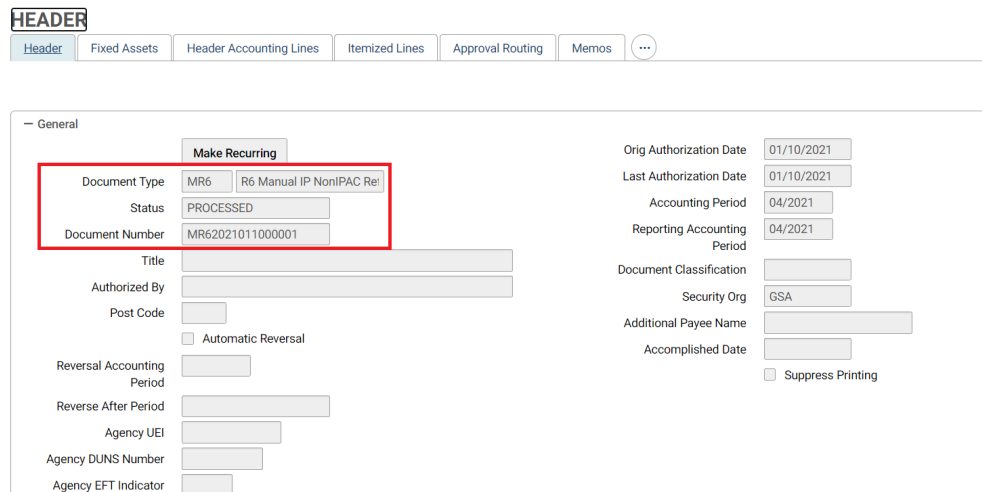 HEADER
Header Fixed Assets Header Accounting Lines Itemized Lines Approval Routing Memos ...
− General
Make Recurring
Document Type MR6 R6 Manual IP NonIPAC Ref
Status PROCESSED
Document Number MR62021011000001
Title
Authorized By
Post Code
Automatic Reversal
Reversal Accounting
Period
Reverse After Period
Agency UEI
Agency DUNS Number
Agency EFT Indicator
Orig Authorization Date 01/10/2021
Last Authorization Date 01/10/2021
Accounting Period 04/2021
Reporting Accounting 04/2021
Period
Document Classification
Security Org GSA
Additional Payee Name
Accomplished Date
Suppress Printing